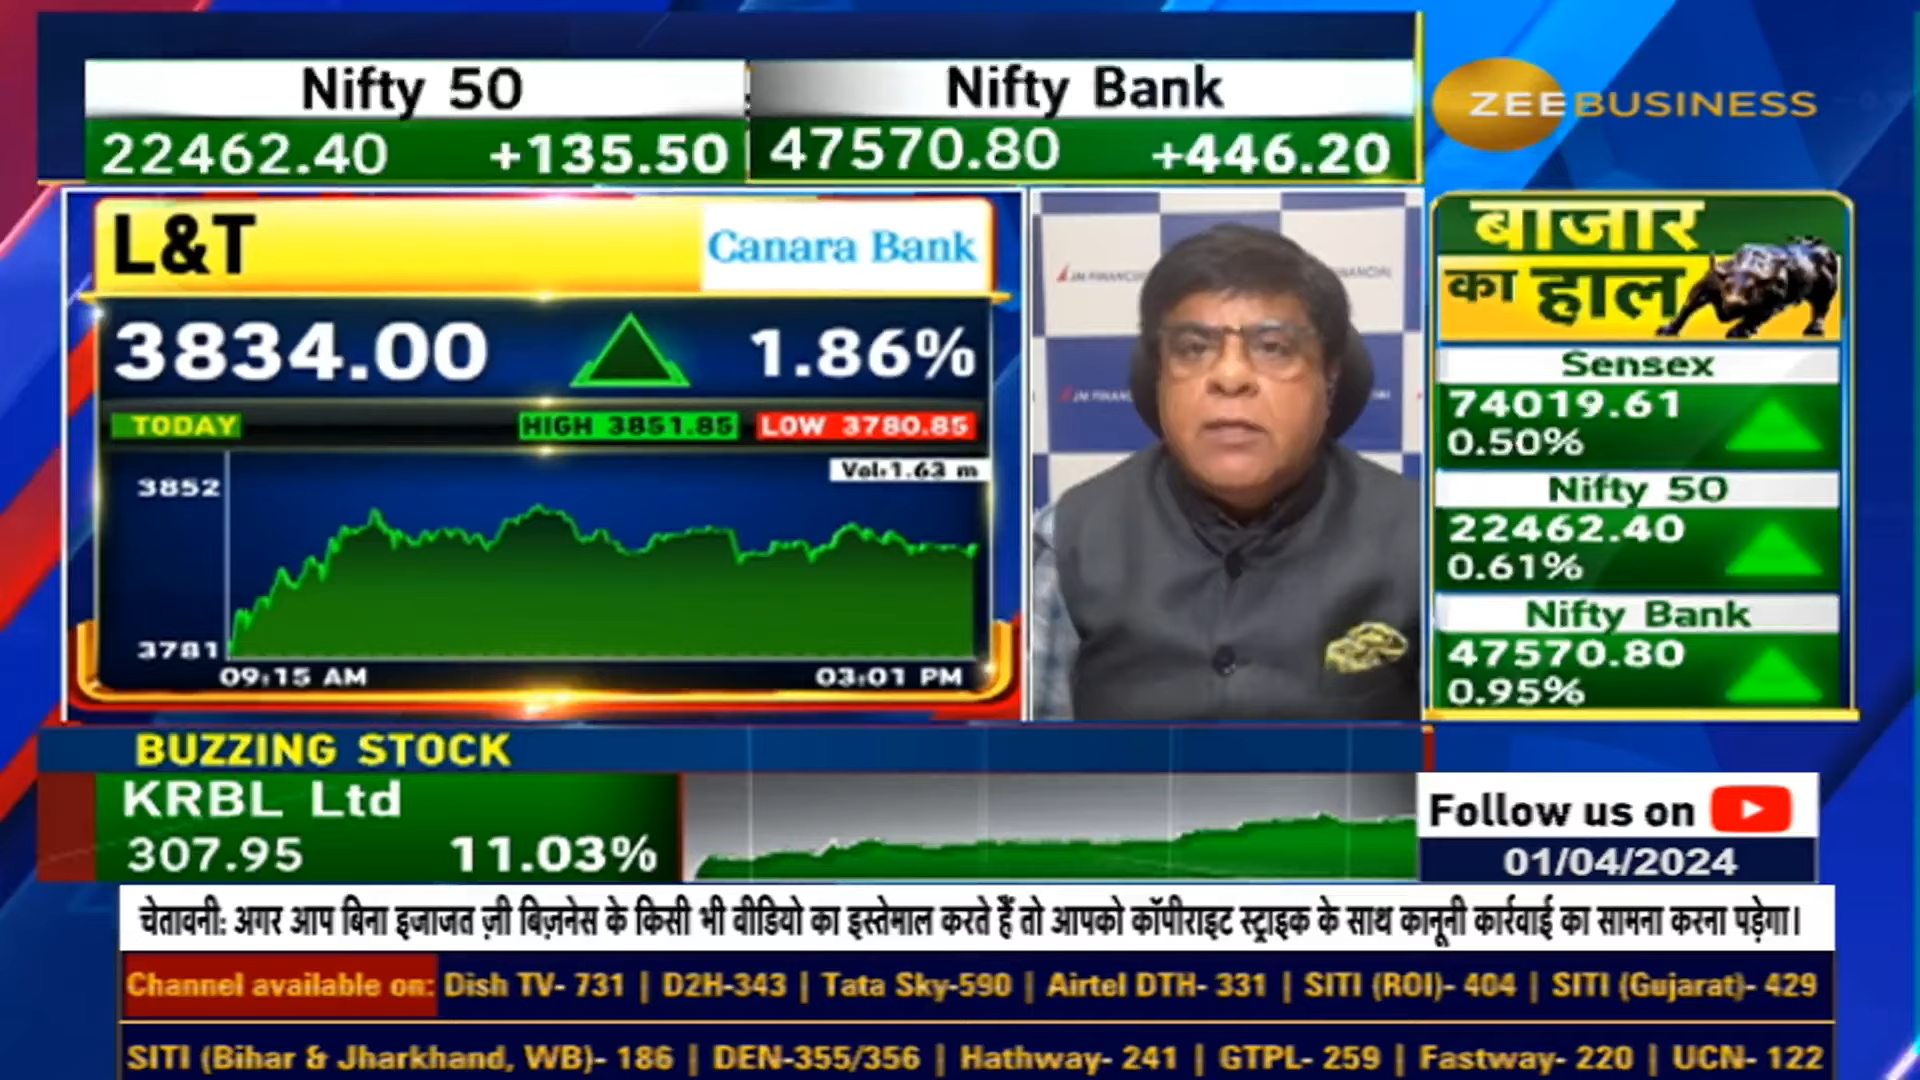 Nifty 50
22462.40 +135.50
Nifty Bank
47570.80 +446.20
ZEEBUSINESS
L&T
Canara Bank
3834.00 1.86%
TODAY HIGH 3851.85 LOW 3780.85
Vol:1.63 m
3852
3781
09:15 AM 03:01 PM
JM FINANCIAL
बाजार
का हाल
Sensex
74019.61
0.50%
Nifty 50
22462.40
0.61%
Nifty Bank
47570.80
0.95%
BUZZING STOCK
KRBL Ltd
307.95 11.03%
Follow us on
01/04/2024
चेतावनी: अगर आप बिना इजाजत ज़ी बिज़नेस के किसी भी वीडियो का इस्तेमाल करते हैं तो आपको कॉपीराइट स्ट्राइक के साथ कानूनी कार्रवाई का सामना करना पड़ेगा।
Channel available on: Dish TV- 731 | D2H-343 | Tata Sky-590 | Airtel DTH- 331 | SITI (ROI)- 404 | SITI (Gujarat)- 429
SITI (Bihar & Jharkhand, WB)- 186 | DEN-355/356 | Hathway- 241 | GTPL- 259 | Fastway- 220 | UCN- 122